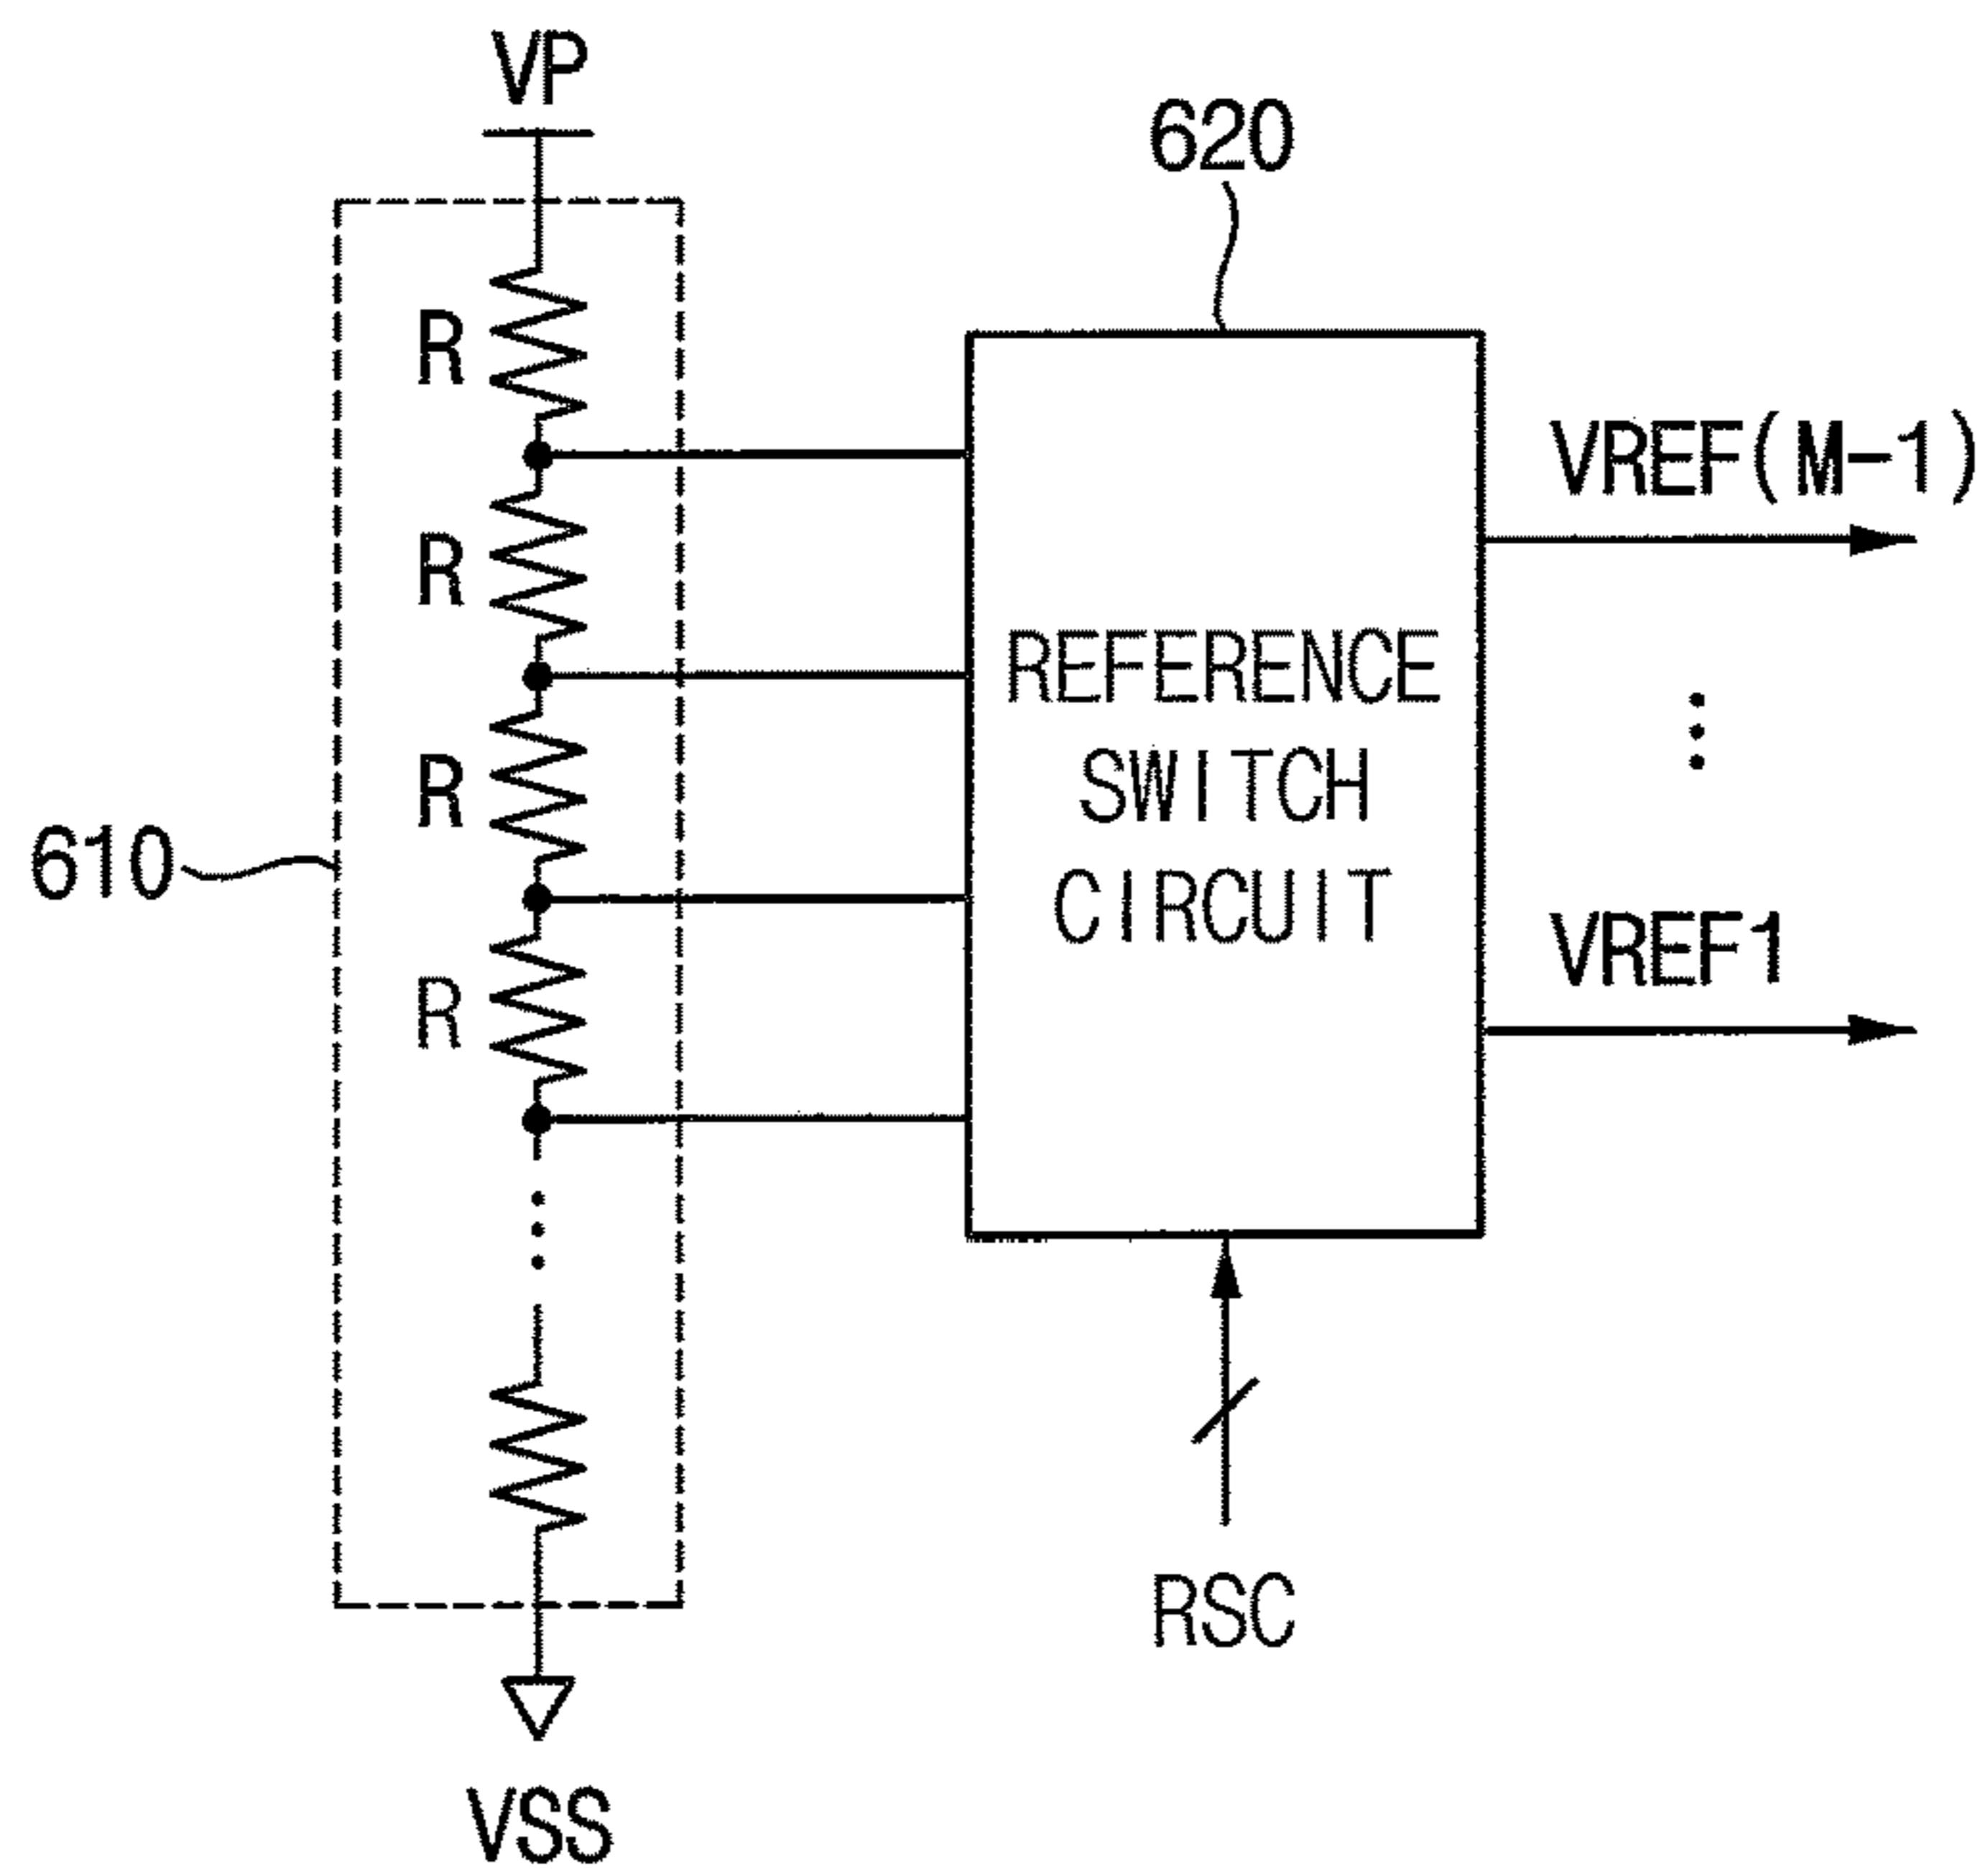 VP
620
R
VREF(M-1)
R
REFERENCE
SWITCH
CIRCUIT
R
610
VREF1
R
RSC
VSS